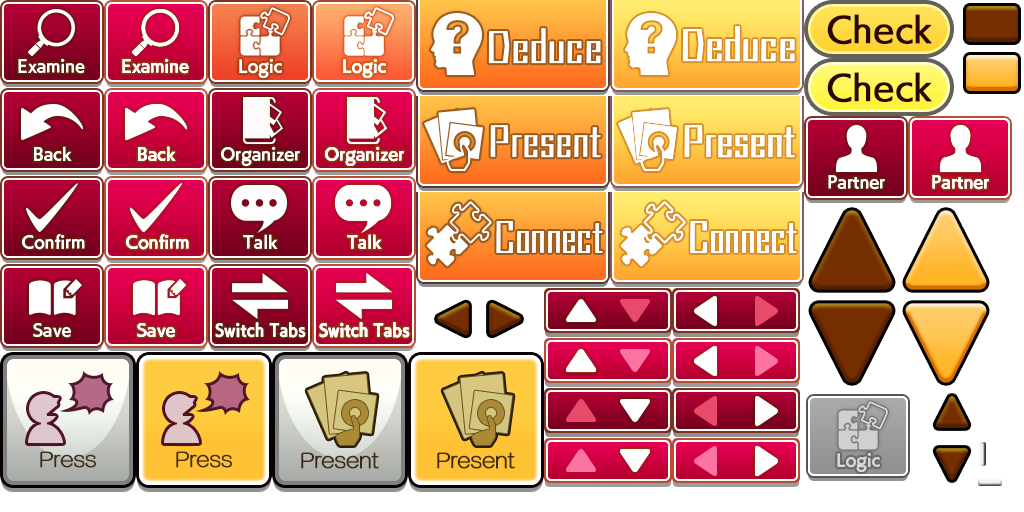 Examine
Examine
Logic
Logic
Deduce
Deduce
Check
Check
Back
Back
Organizer
Organizer
Present
Present
Partner
Partner
Confirm
Confirm
Talk
Talk
Connect
Connect
Save
Save
Switch Tabs
Switch Tabs
Press
Press
Present
Present
Logic